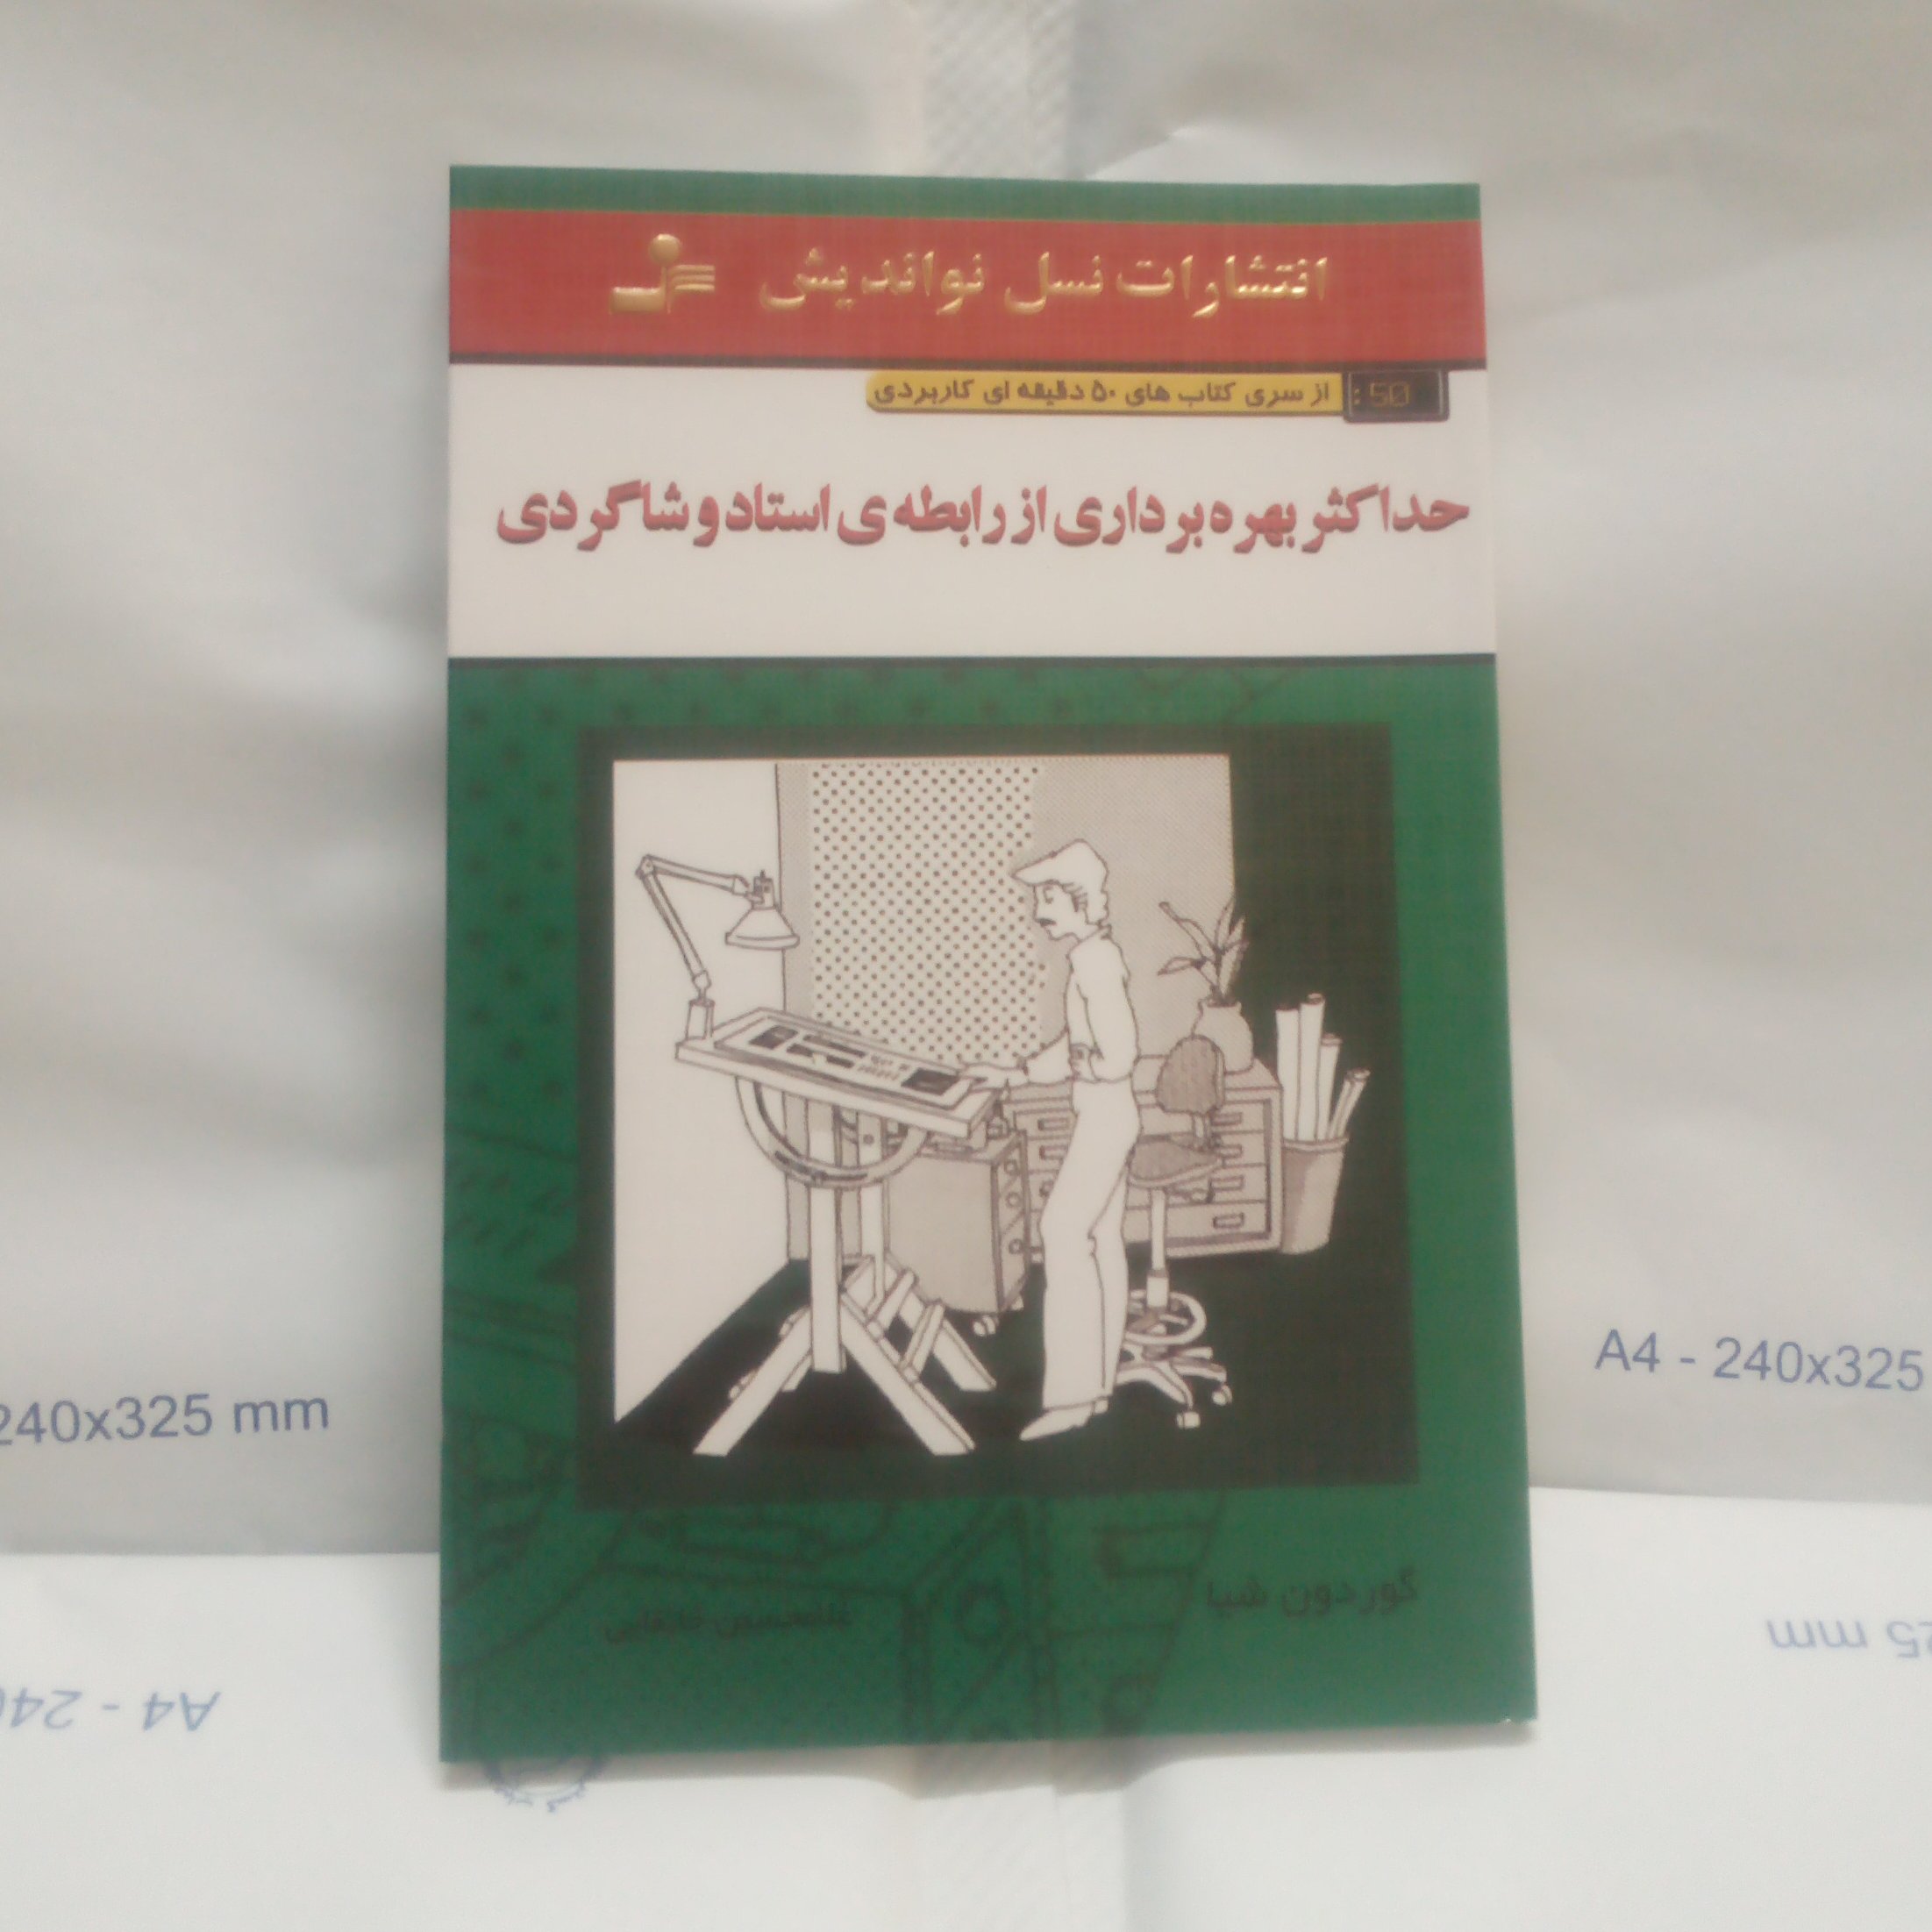 انتشارات نسل نواندیش
از سری کتاب های ۵۰ دقیقه ای کاربردی
50:
حداکثر بهره برداری از رابطه ی استاد و شاگردی
گوردون شیا
240x325 mm
A4 - 240x325
25 mm
A4 - 240